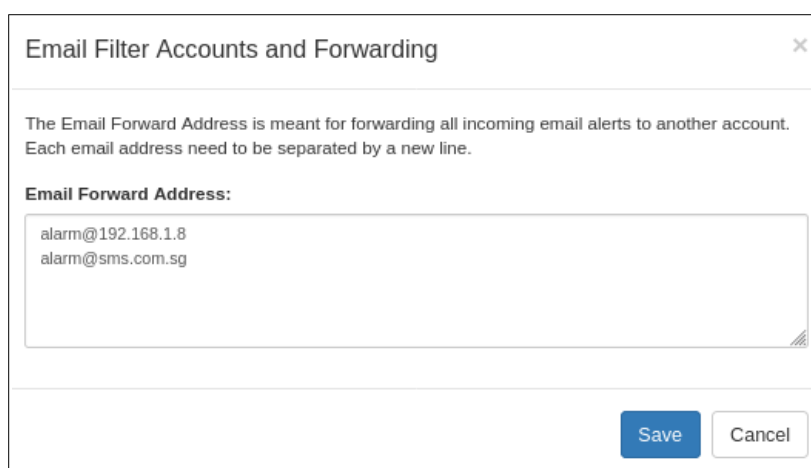 Email Filter Accounts and Forwarding
×
The Email Forward Address is meant for forwarding all incoming email alerts to another account.
Each email address need to be separated by a new line.
Email Forward Address:
alarm@192.168.1.8
alarm@sms.com.sg
Save Cancel